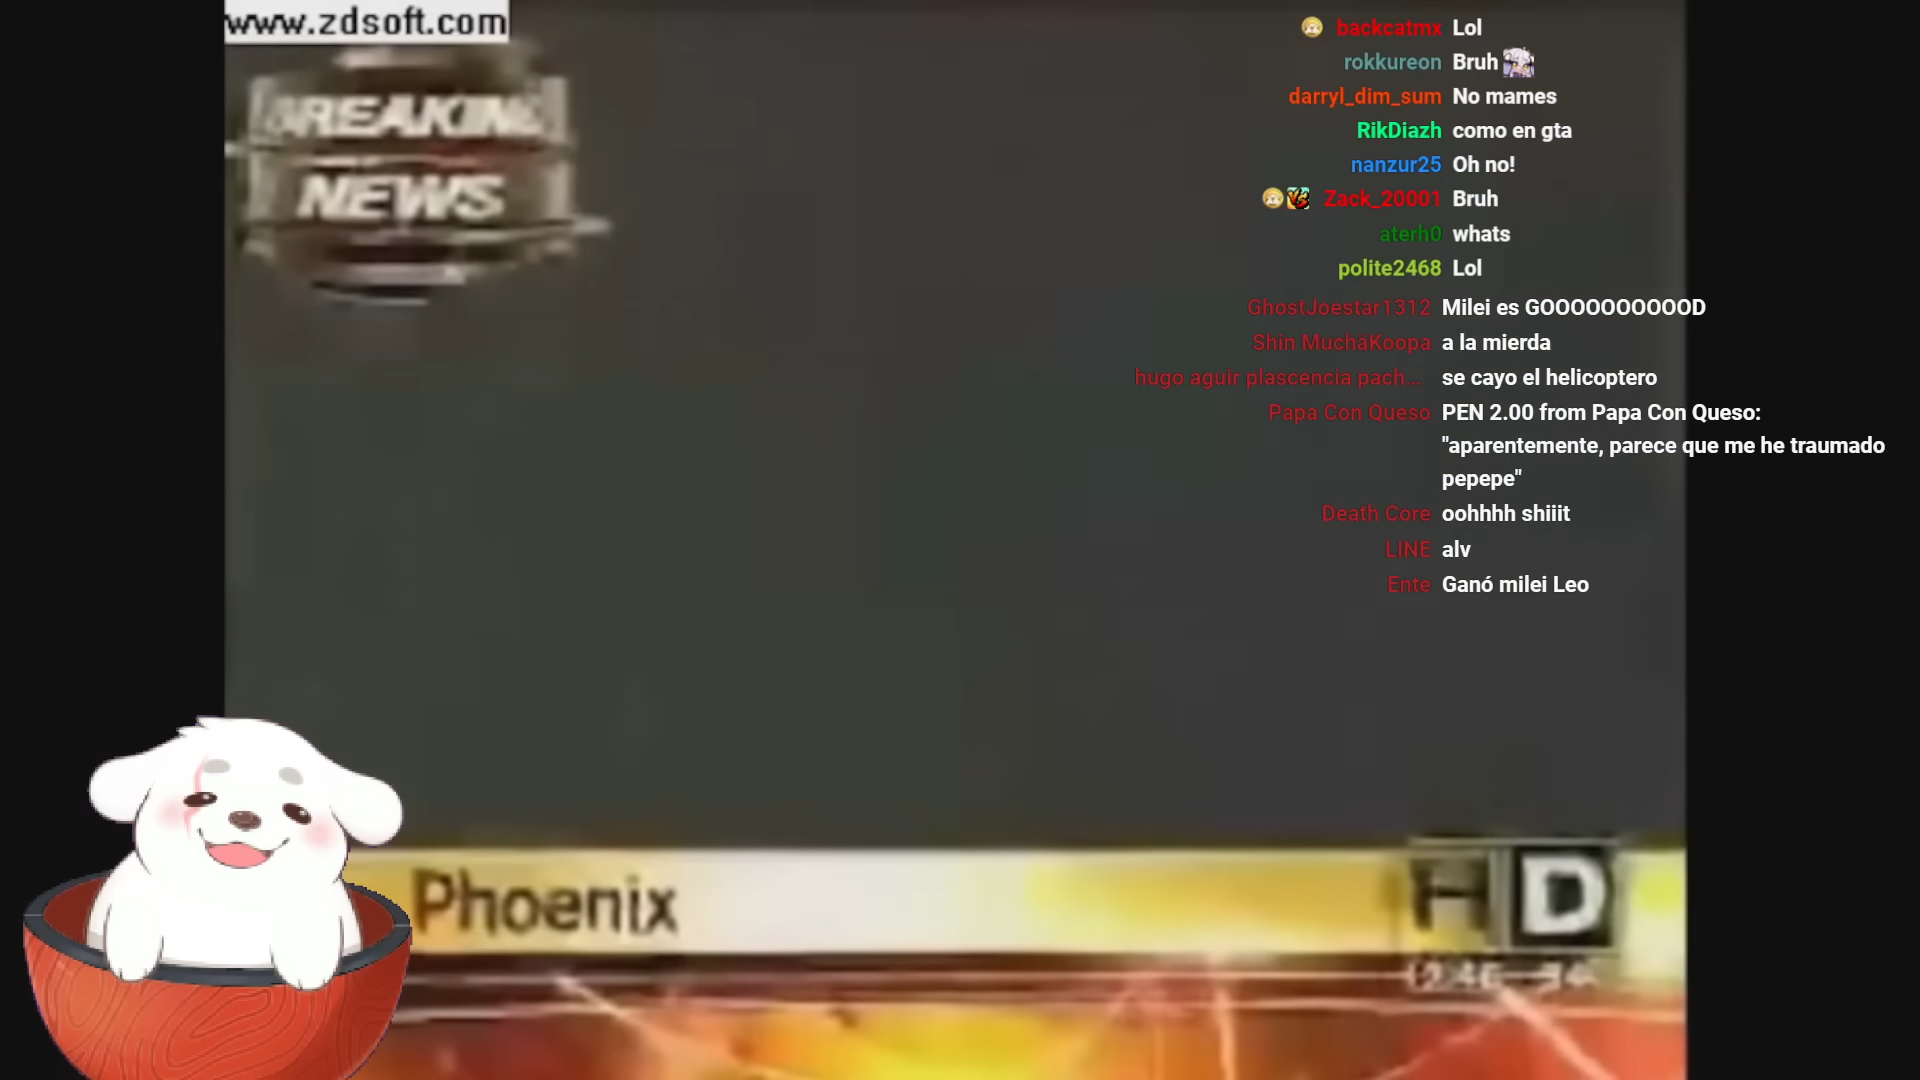 www.zdsoft.com
BREAKING
NEWS
backcatmx Lol
rokkureon Bruh
darryl_dim_sum No mames
RikDiazh como en gta
nanzur25 Oh no!
Zack_20001 Bruh
aterh0 whats
polite2468 Lol
GhostJoestar1312 Milei es GOOOOOOOOOOD
Shin MuchaKoopa a la mierda
hugo aguir plascencia pach... se cayo el helicoptero
Papa Con Queso PEN 2.00 from Papa Con Queso:
"aparentemente, parece que me he traumado
pepepe"
Death Core oohhhh shiiit
LINE alv
Ente Ganó milei Leo
Phoenix
HD